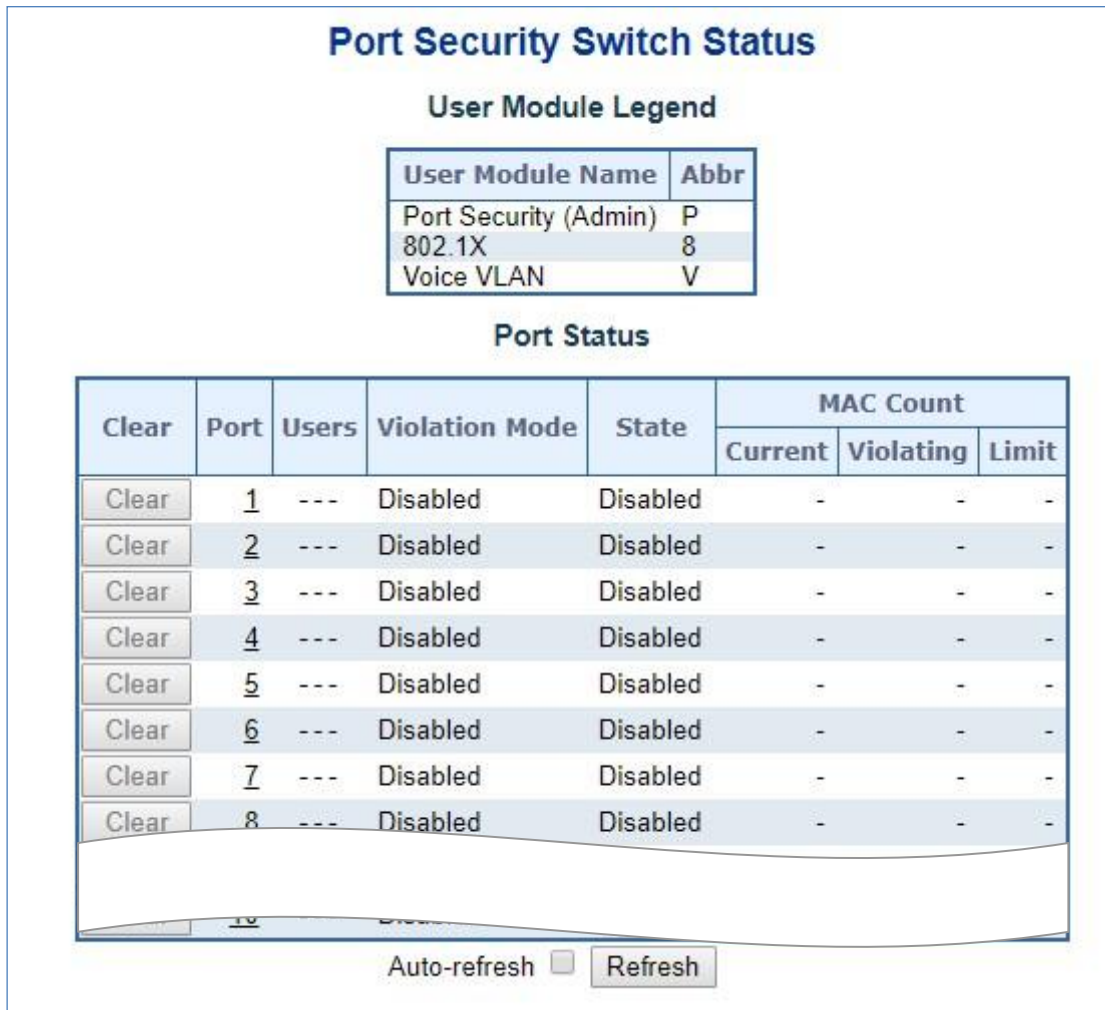 Port Security Switch Status
User Module Legend
User Module Name Abbr
Port Security (Admin) P
802.1X 8
Voice VLAN V
Port Status
Clear Port Users Violation Mode State MAC Count
Current Violating Limit
Clear 1 --- Disabled Disabled - - -
Clear 2 --- Disabled Disabled - - -
Clear 3 --- Disabled Disabled - - -
Clear 4 --- Disabled Disabled - - -
Clear 5 --- Disabled Disabled - - -
Clear 6 --- Disabled Disabled - - -
Clear 7 --- Disabled Disabled - - -
Clear 8 --- Disabled Disabled - - -
Auto-refresh Refresh